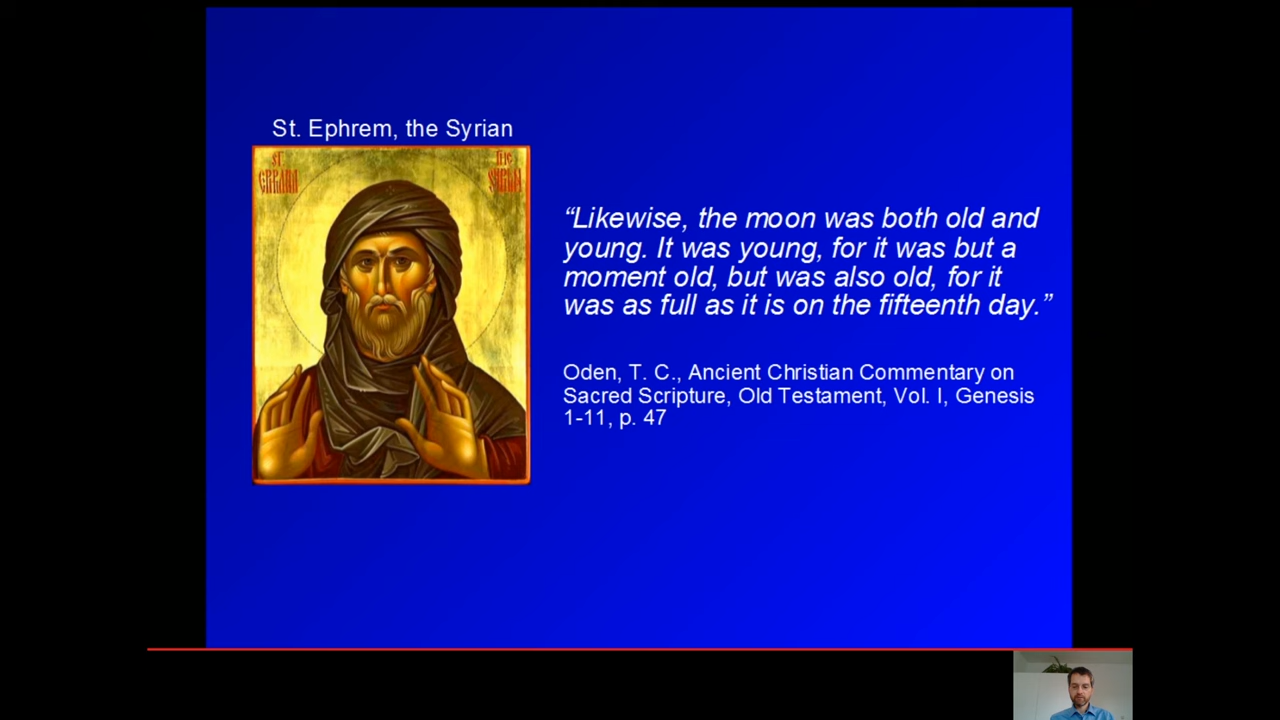 St. Ephrem, the Syrian
ST
THE
“Likewise, the moon was both old and
young. It was young, for it was but a
moment old, but was also old, for it
was as full as it is on the fifteenth day.”
Oden, T. C., Ancient Christian Commentary on
Sacred Scripture, Old Testament, Vol. I, Genesis
1-11, p. 47